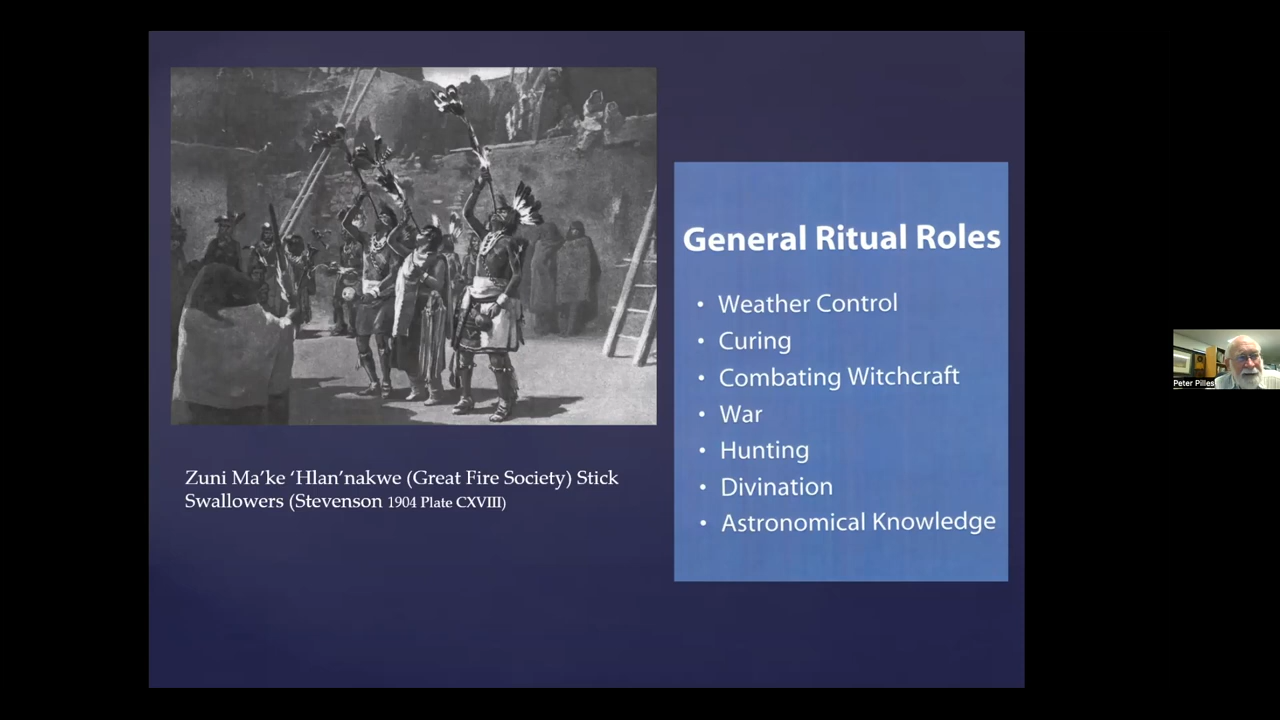 Zuni Ma’ke ‘Hlan’nakwe (Great Fire Society) Stick
Swallowers (Stevenson 1904 Plate CXVIII)
General Ritual Roles
• Weather Control
• Curing
• Combating Witchcraft
• War
• Hunting
• Divination
• Astronomical Knowledge
Peter Pilles